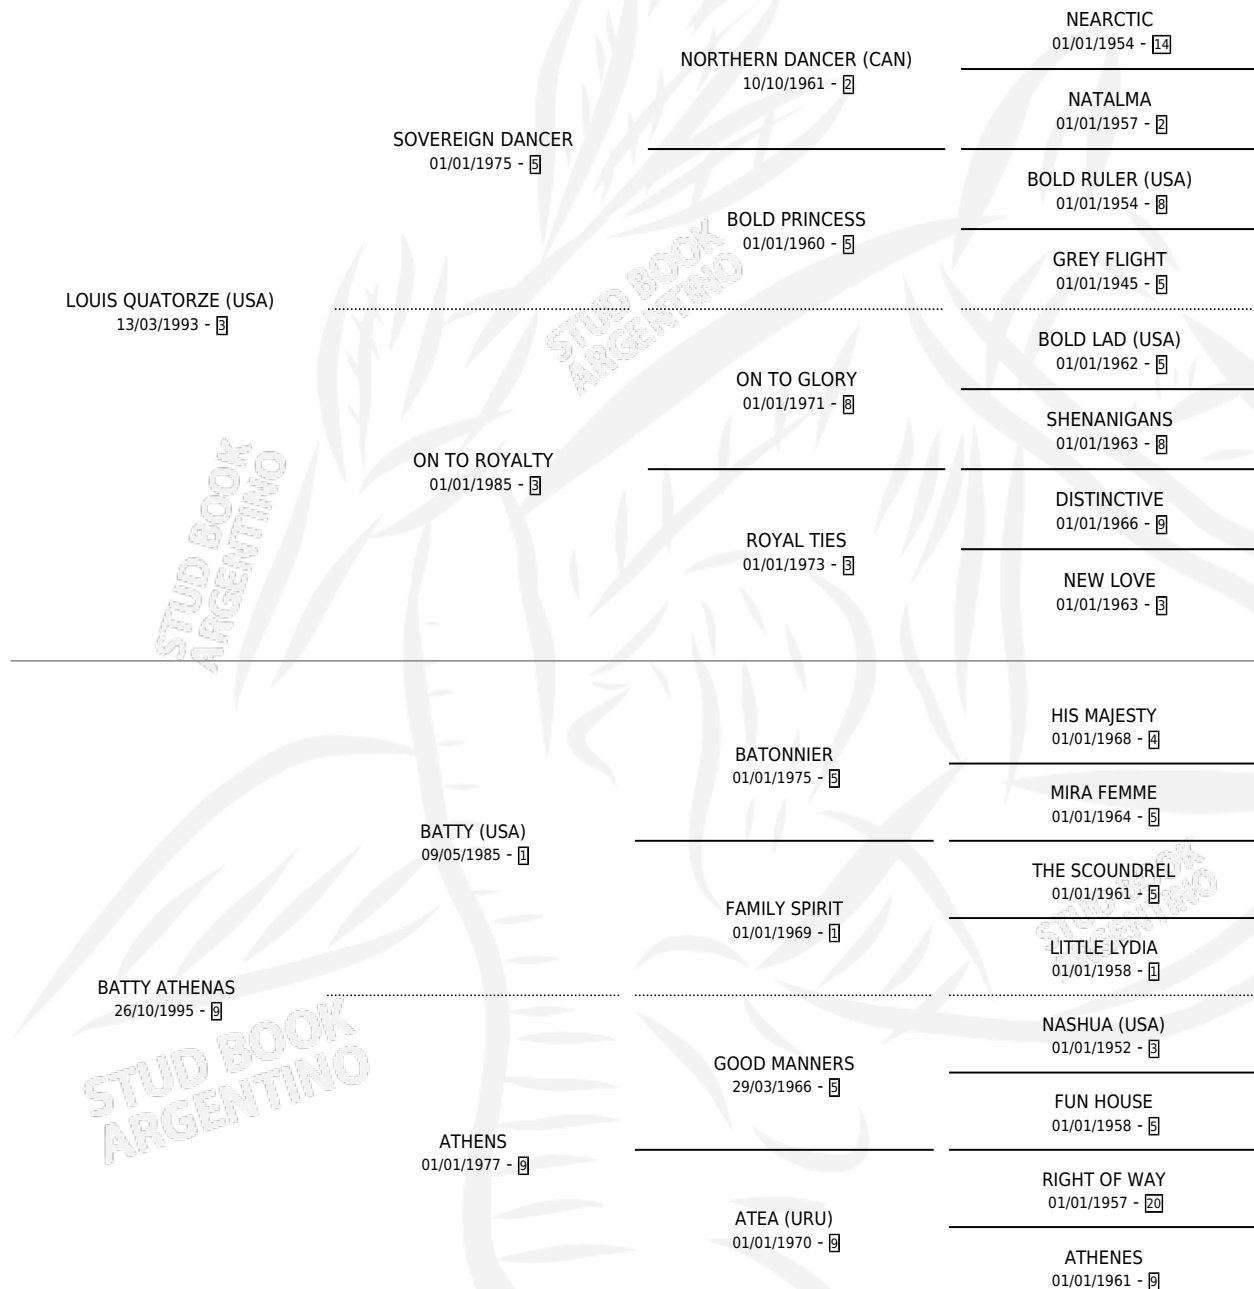 NEARCTIC
01/01/1954 - 14
NORTHERN DANCER (CAN)
10/10/1961 - 2
NATALMA
01/01/1957 - 2
SOVEREIGN DANCER
01/01/1975 - 5
BOLD RULER (USA)
01/01/1954 - 8
BOLD PRINCESS
01/01/1960 - 5
GREY FLIGHT
01/01/1945 - 5
LOUIS QUATORZE (USA)
13/03/1993 - 3
BOLD LAD (USA)
01/01/1962 - 5
ON TO GLORY
01/01/1971 - 8
SHENANIGANS
01/01/1963 - 8
ON TO ROYALTY
01/01/1985 - 3
DISTINCTIVE
01/01/1966 - 9
ROYAL TIES
01/01/1973 - 3
NEW LOVE
01/01/1963 - 3
HIS MAJESTY
01/01/1968 - 4
BATONNIER
01/01/1975 - 5
MIRA FEMME
01/01/1964 - 5
BATTY (USA)
09/05/1985 - 1
THE SCOUNDREL
01/01/1961 - 5
FAMILY SPIRIT
01/01/1969 - 1
LITTLE LYDIA
01/01/1958 - 1
BATTY ATHENAS
26/10/1995 - 9
NASHUA (USA)
01/01/1952 - 3
GOOD MANNERS
29/03/1966 - 5
FUN HOUSE
01/01/1958 - 5
ATHENS
01/01/1977 - 9
RIGHT OF WAY
01/01/1957 - 20
ATEA (URU)
01/01/1970 - 9
ATHENES
01/01/1961 - 9
STUD BOOK
ARGENTINO
STUD BOOK
ARGENTINO
STUD BOOK
ARGENTINO
STUD BOOK
ARGENTINO